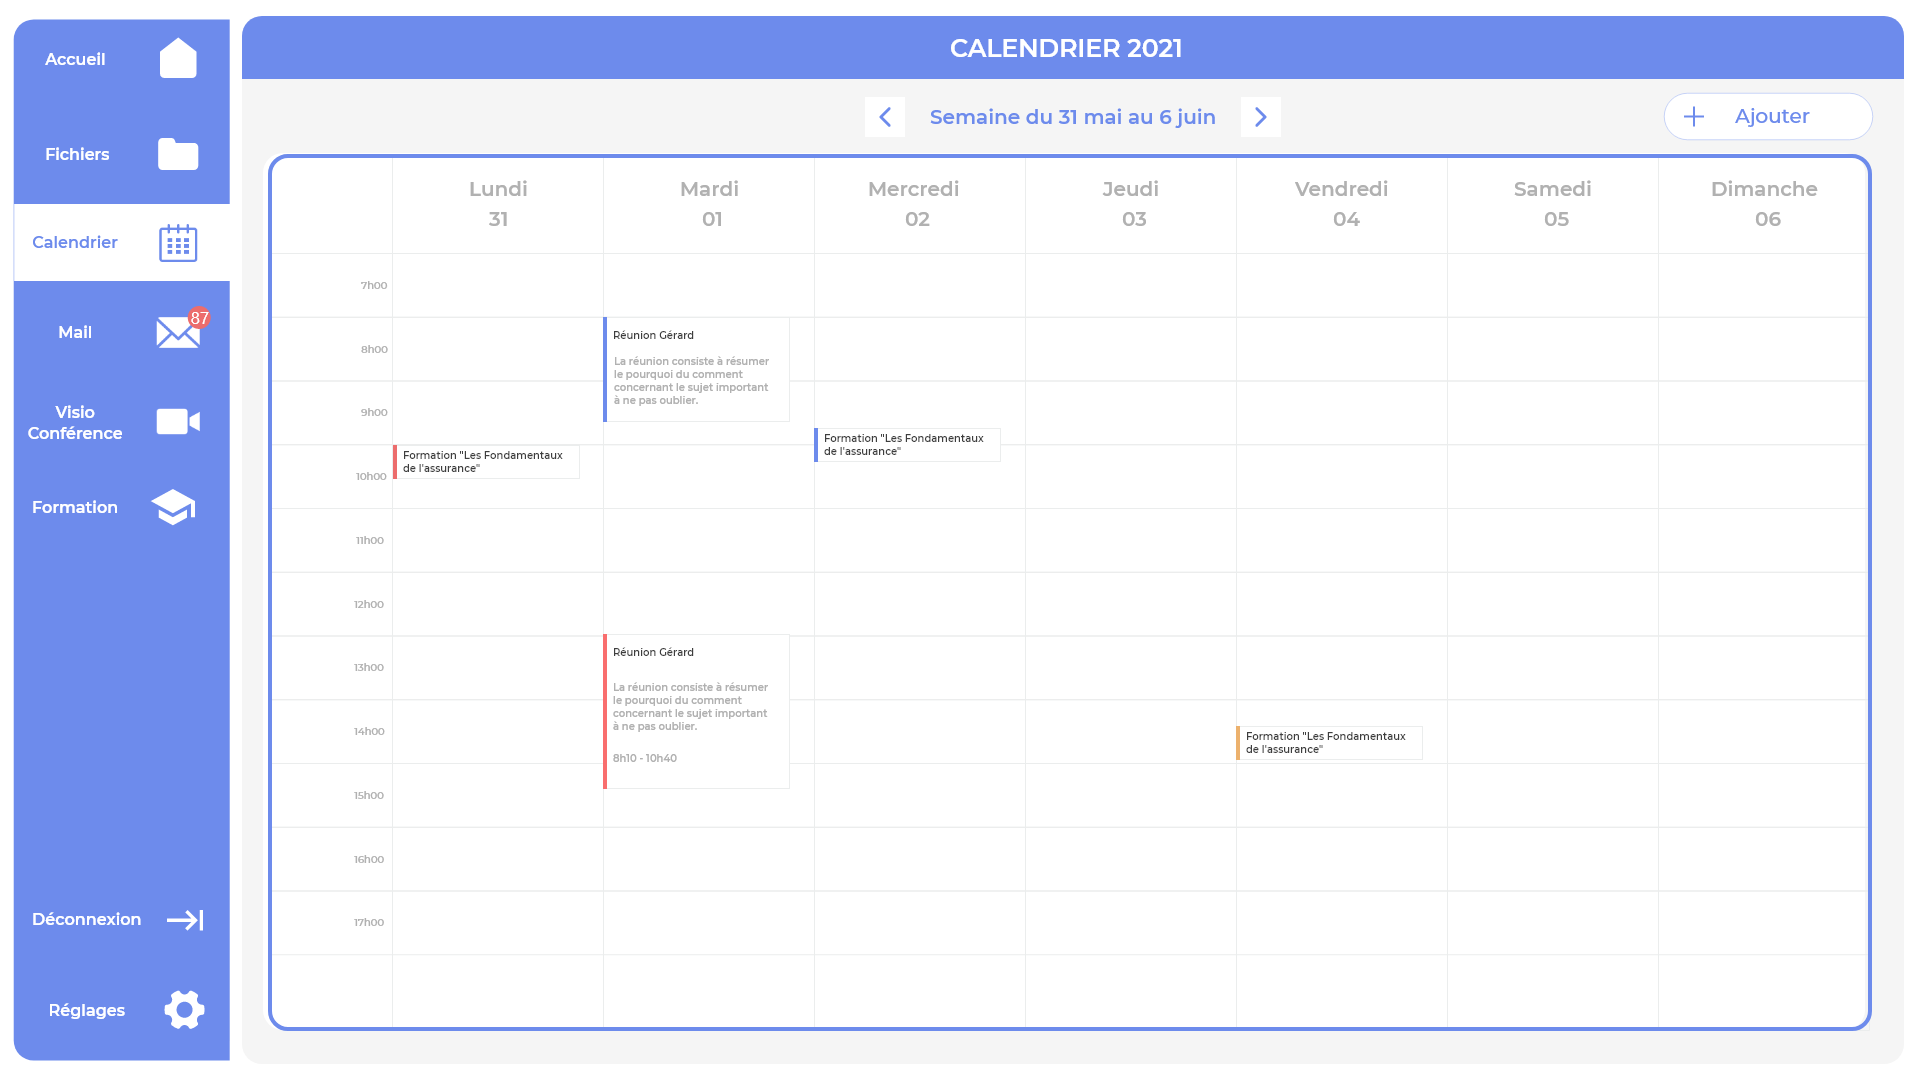 Accueil
Fichiers
Calendrier
Mail
87
Visio
Conférence
Formation
Déconnexion
Réglages
CALENDRIER 2021
Semaine du 31 mai au 6 juin
Ajouter
Lundi
31
Mardi
01
Mercredi
02
Jeudi
03
Vendredi
04
Samedi
05
Dimanche
06
7h00
8h00
9h00
10h00
11h00
12h00
13h00
14h00
15h00
16h00
17h00
Formation "Les Fondamentaux
de l'assurance"
Réunion Gérard
La réunion consiste à résumer
le pourquoi du comment
concernant le sujet important
à ne pas oublier.
Réunion Gérard
La réunion consiste à résumer
le pourquoi du comment
concernant le sujet important
à ne pas oublier.
8h10 - 10h40
Formation "Les Fondamentaux
de l'assurance"
Formation "Les Fondamentaux
de l'assurance"